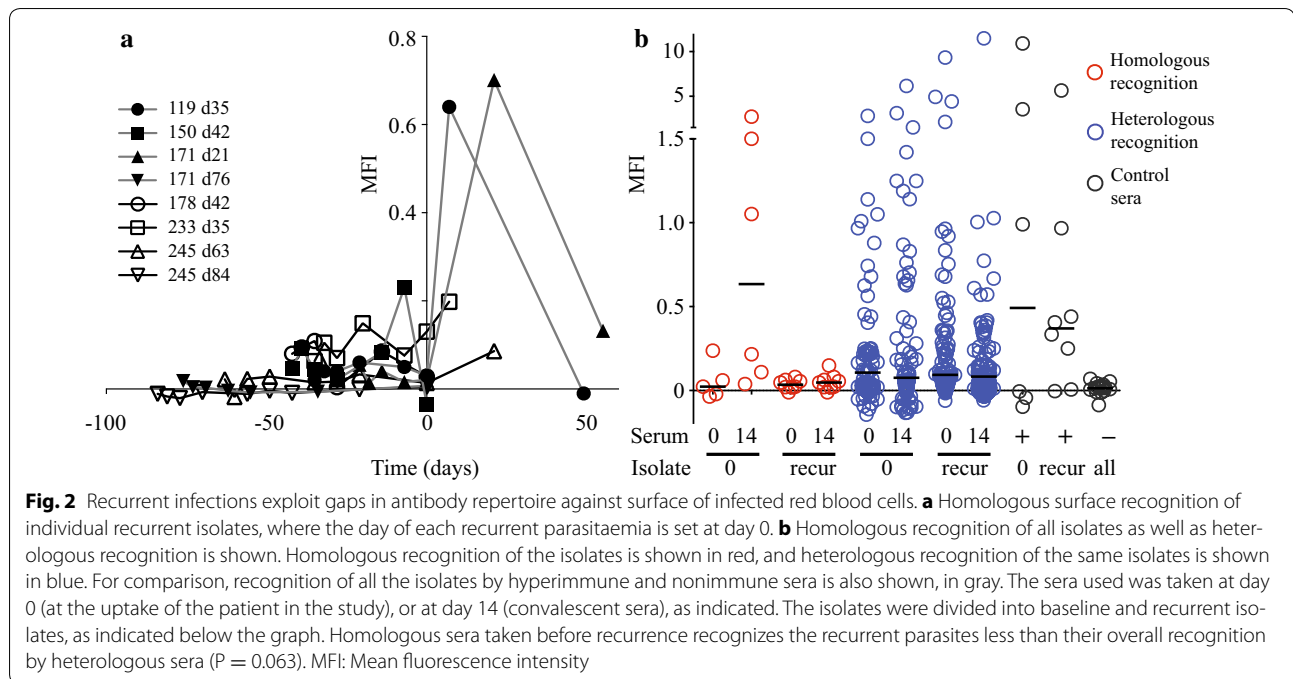 a
b
0.8
0.6
0.4
MFI
119 d35
150 d42
171 d21
171 d76
178 d42
233 d35
245 d63
245 d84
-100
-50
0
50
Time (days)
10
5
1.5
1.0
0.5
0
MFI
Homologous
recognition
Heterologous
recognition
Control
sera
Serum 0 14 0 14 0 14 0 14 + + −
Isolate 0 recur 0 recur 0 recur all
Fig. 2 Recurrent infections exploit gaps in antibody repertoire against surface of infected red blood cells. a Homologous surface recognition of
individual recurrent isolates, where the day of each recurrent parasitaemia is set at day 0. b Homologous recognition of all isolates as well as heter-
ologous recognition is shown. Homologous recognition of the isolates is shown in red, and heterologous recognition of the same isolates is shown
in blue. For comparison, recognition of all the isolates by hyperimmune and nonimmune sera is also shown, in gray. The sera used was taken at day
0 (at the uptake of the patient in the study), or at day 14 (convalescent sera), as indicated. The isolates were divided into baseline and recurrent iso-
lates, as indicated below the graph. Homologous sera taken before recurrence recognizes the recurrent parasites less than their overall recognition
by heterologous sera (P = 0.063). MFI: Mean fluorescence intensity